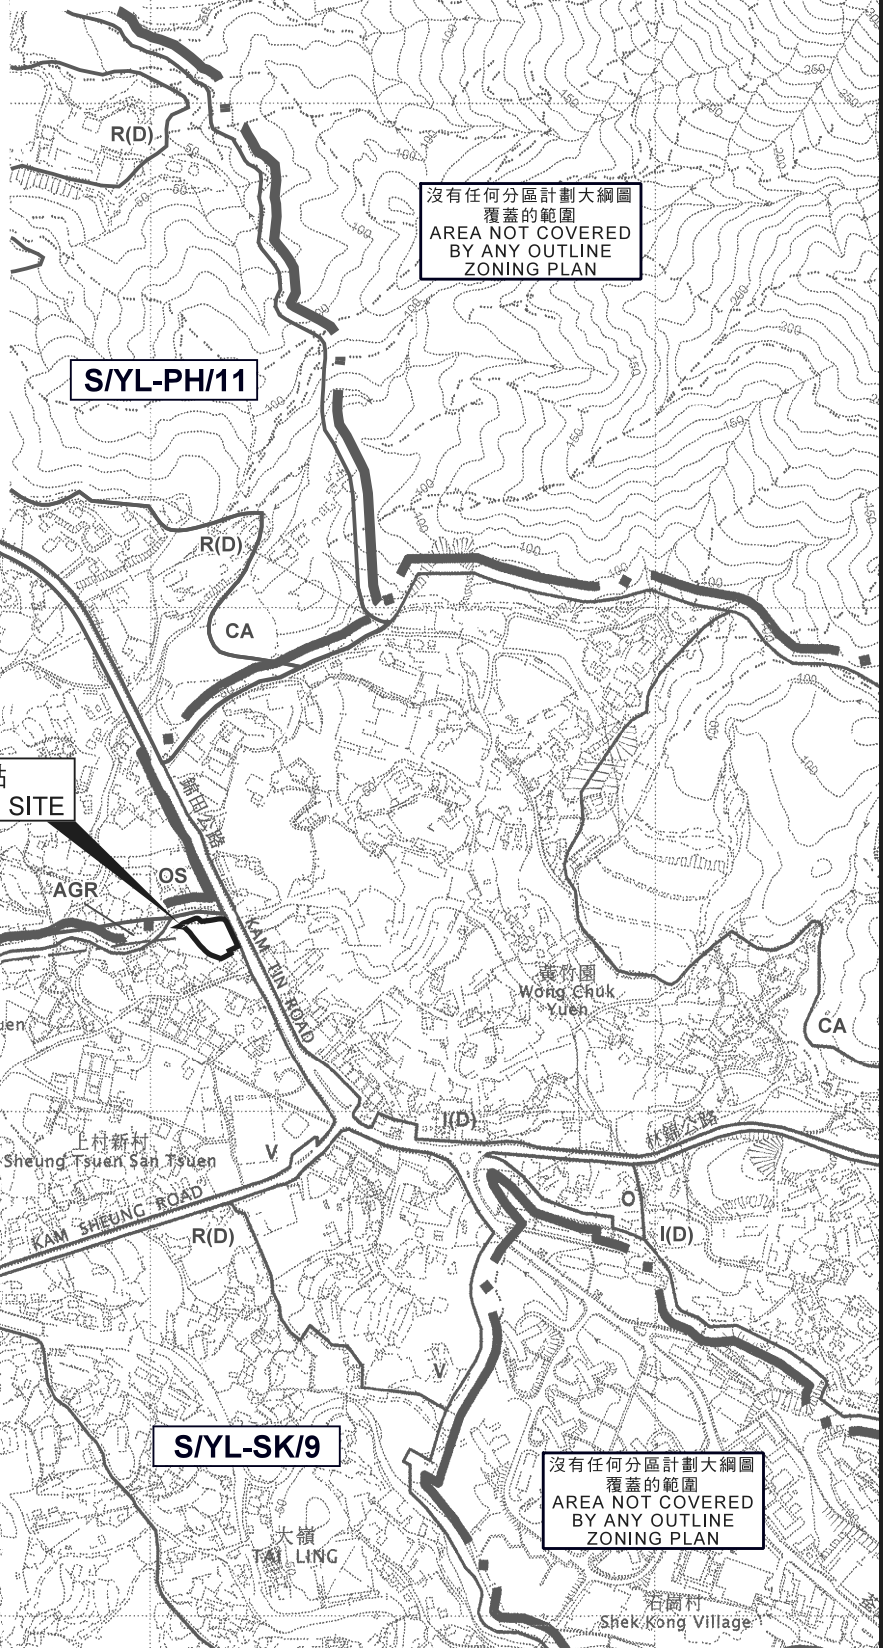 R(D)
沒有任何分區計劃大綱圖
覆蓋的範圍
AREA NOT COVERED
BY ANY OUTLINE
ZONING PLAN
S/YL-PH/11
R(D)
CA
SITE
錦田公路
OS
AGR
KAM TIN ROAD
黃竹園
Wong Chuk
Yuen
CA
I(D)
林錦公路
上村新村
Sheung Tsuen San Tsuen
V
KAM SHEUNG ROAD
R(D)
O
I(D)
V
S/YL-SK/9
沒有任何分區計劃大綱圖
覆蓋的範圍
AREA NOT COVERED
BY ANY OUTLINE
ZONING PLAN
大嶺
TAI LING
石崗村
Shek Kong Village